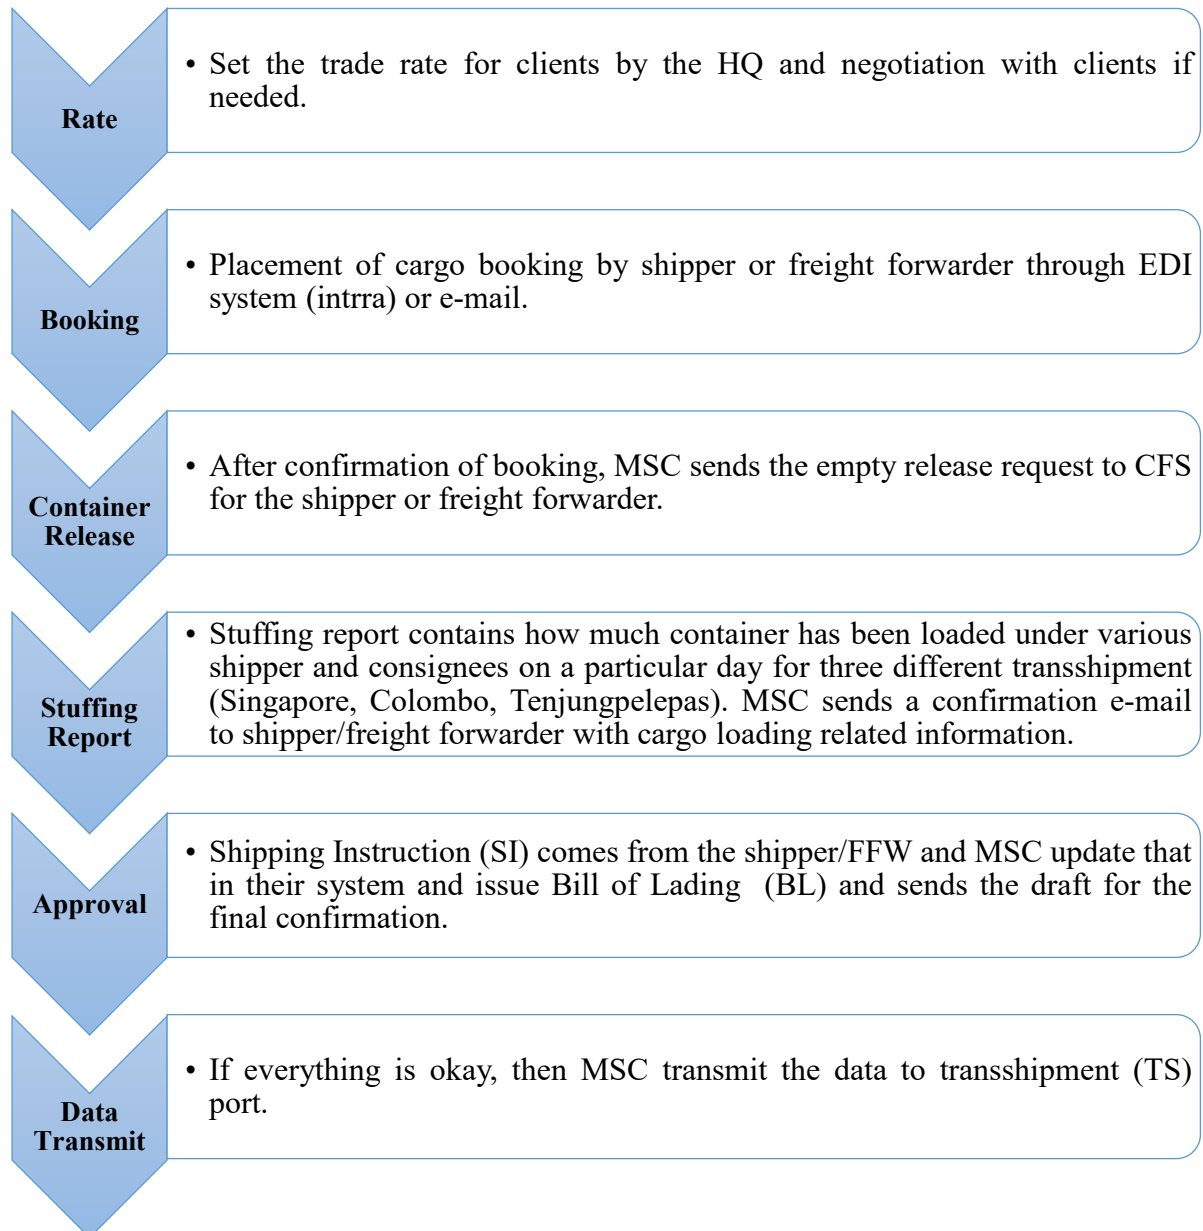 Rate
• Set the trade rate for clients by the HQ and negotiation with clients if
needed.
Booking
• Placement of cargo booking by shipper or freight forwarder through EDI
system (intrra) or e-mail.
Container
Release
• After confirmation of booking, MSC sends the empty release request to CFS
for the shipper or freight forwarder.
Stuffing
Report
• Stuffing report contains how much container has been loaded under various
shipper and consignees on a particular day for three different transshipment
(Singapore, Colombo, Tenjungpelepas). MSC sends a confirmation e-mail
to shipper/freight forwarder with cargo loading related information.
Approval
• Shipping Instruction (SI) comes from the shipper/FFW and MSC update that
in their system and issue Bill of Lading (BL) and sends the draft for the
final confirmation.
Data
Transmit
• If everything is okay, then MSC transmit the data to transshipment (TS)
port.